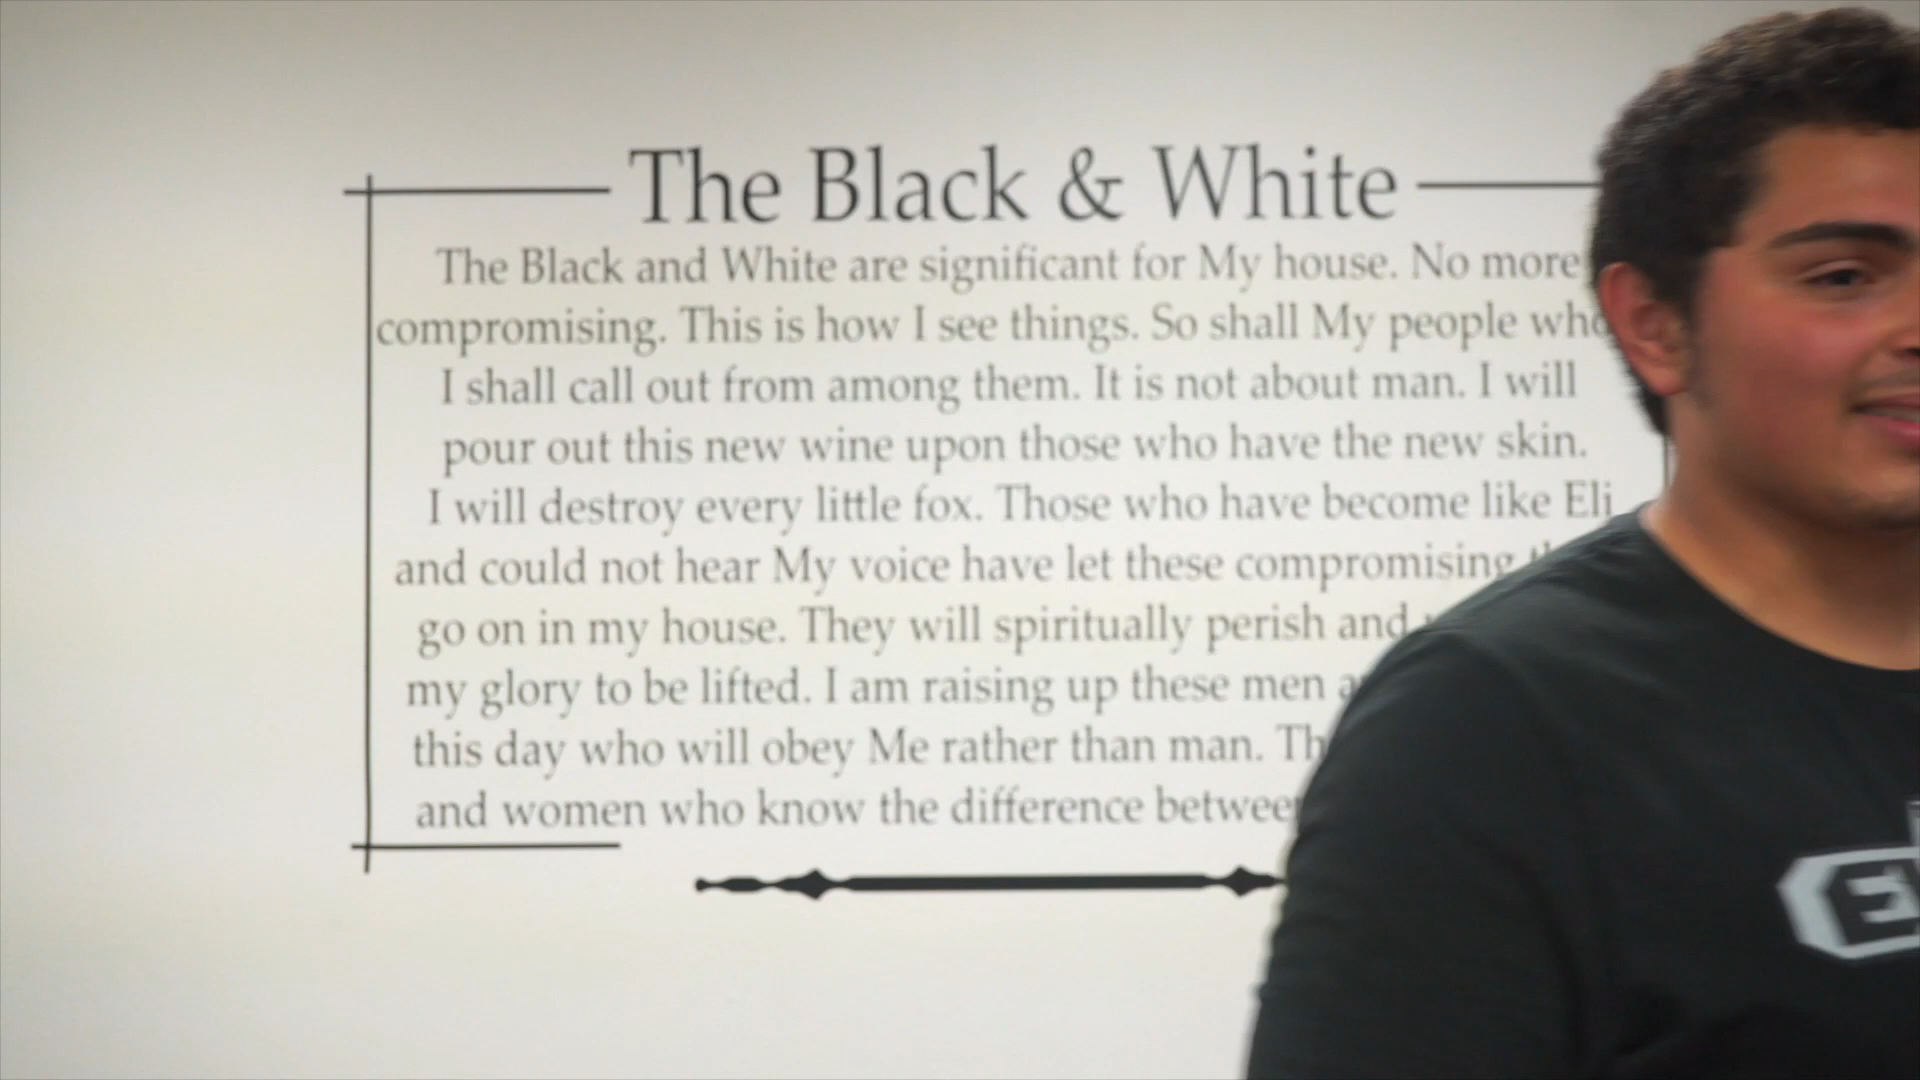 The Black & White
The Black and White are significant for My house. No more
compromising. This is how I see things. So shall My people who
I shall call out from among them. It is not about man. I will
pour out this new wine upon those who have the new skin.
I will destroy every little fox. Those who have become like Eli
and could not hear My voice have let these compromising
go on in my house. They will spiritually perish and
my glory to be lifted. I am raising up these men
this day who will obey Me rather than man.
and women who know the difference between